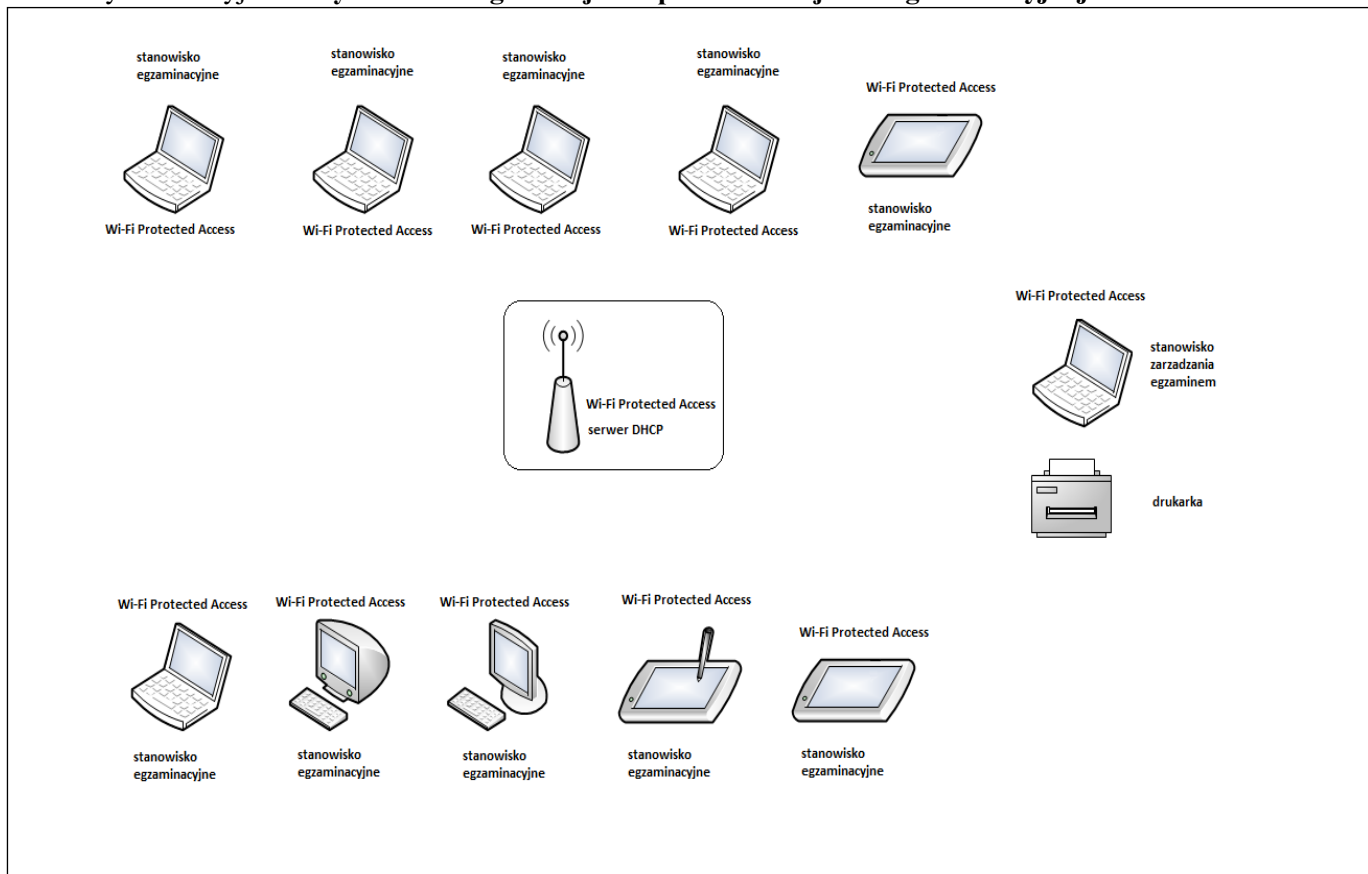 stanowisko
egzaminacyjne
stanowisko
egzaminacyjne
stanowisko
egzaminacyjne
stanowisko
egzaminacyjne
Wi-Fi Protected Access
Wi-Fi Protected Access
Wi-Fi Protected Access
Wi-Fi Protected Access
Wi-Fi Protected Access
stanowisko
egzaminacyjne
Wi-Fi Protected Access
stanowisko
zarzadzania
egzaminem
Wi-Fi Protected Access
serwer DHCP
drukarka
Wi-Fi Protected Access
Wi-Fi Protected Access
Wi-Fi Protected Access
Wi-Fi Protected Access
Wi-Fi Protected Access
stanowisko
egzaminacyjne
stanowisko
egzaminacyjne
stanowisko
egzaminacyjne
stanowisko
egzaminacyjne
stanowisko
egzaminacyjne